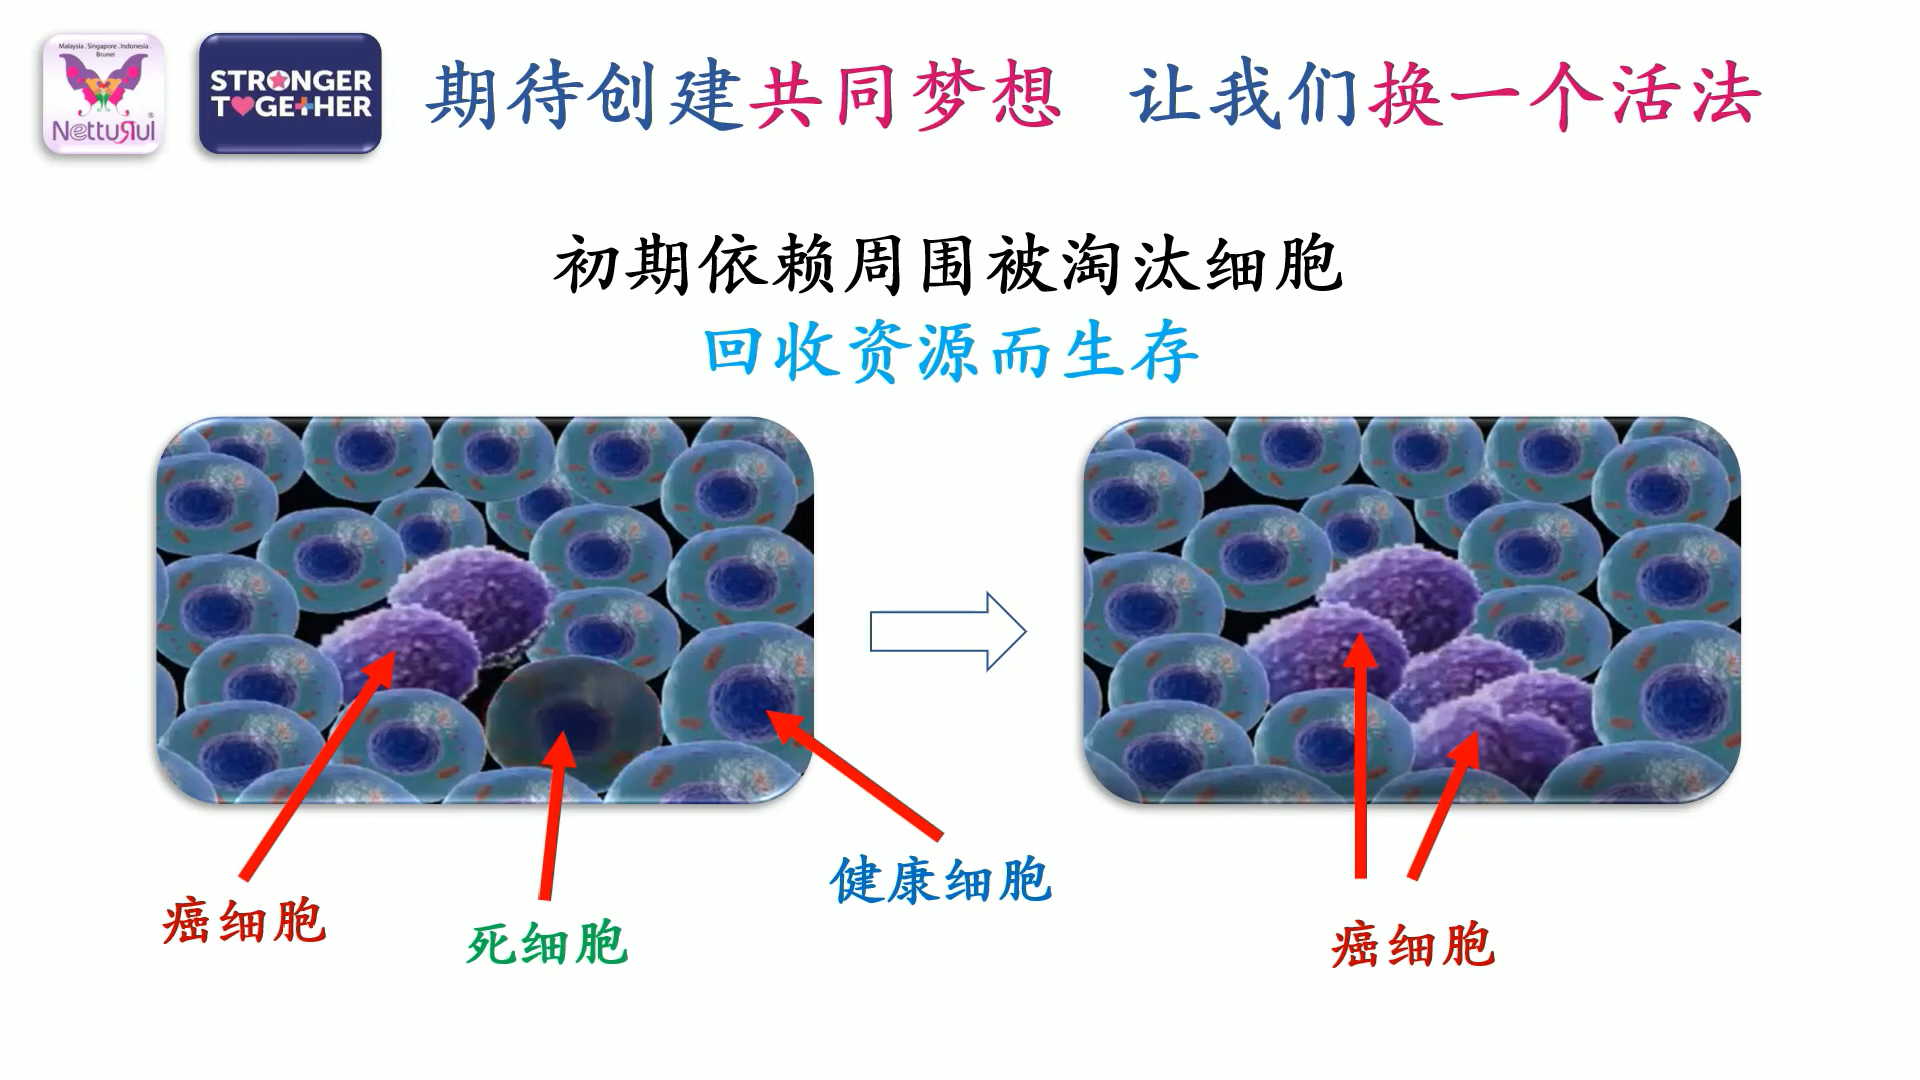 Malaysia . Singapore . Indonesia .
Brunei
NettuЯul ®
STRONGER
TOGETHER
期待创建共同梦想 让我们换一个活法
初期依赖周围被淘汰细胞
回收资源而生存
健康细胞
癌细胞
死细胞
癌细胞